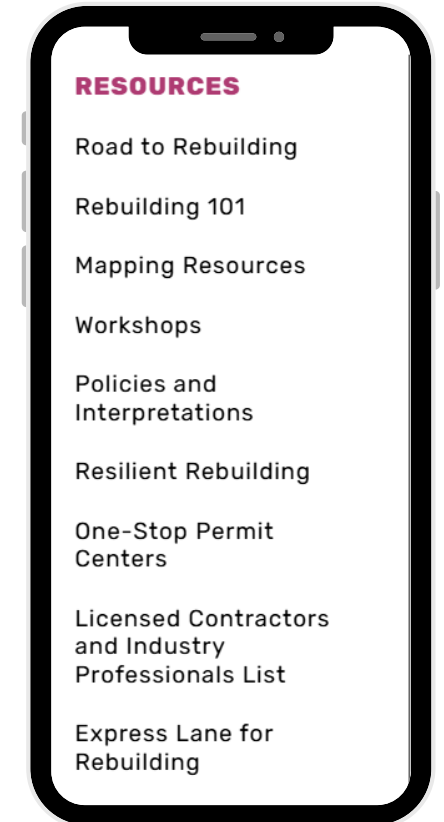 RESOURCES
Road to Rebuilding
Rebuilding 101
Mapping Resources
Workshops
Policies and
Interpretations
Resilient Rebuilding
One-Stop Permit
Centers
Licensed Contractors
and Industry
Professionals List
Express Lane for
Rebuilding